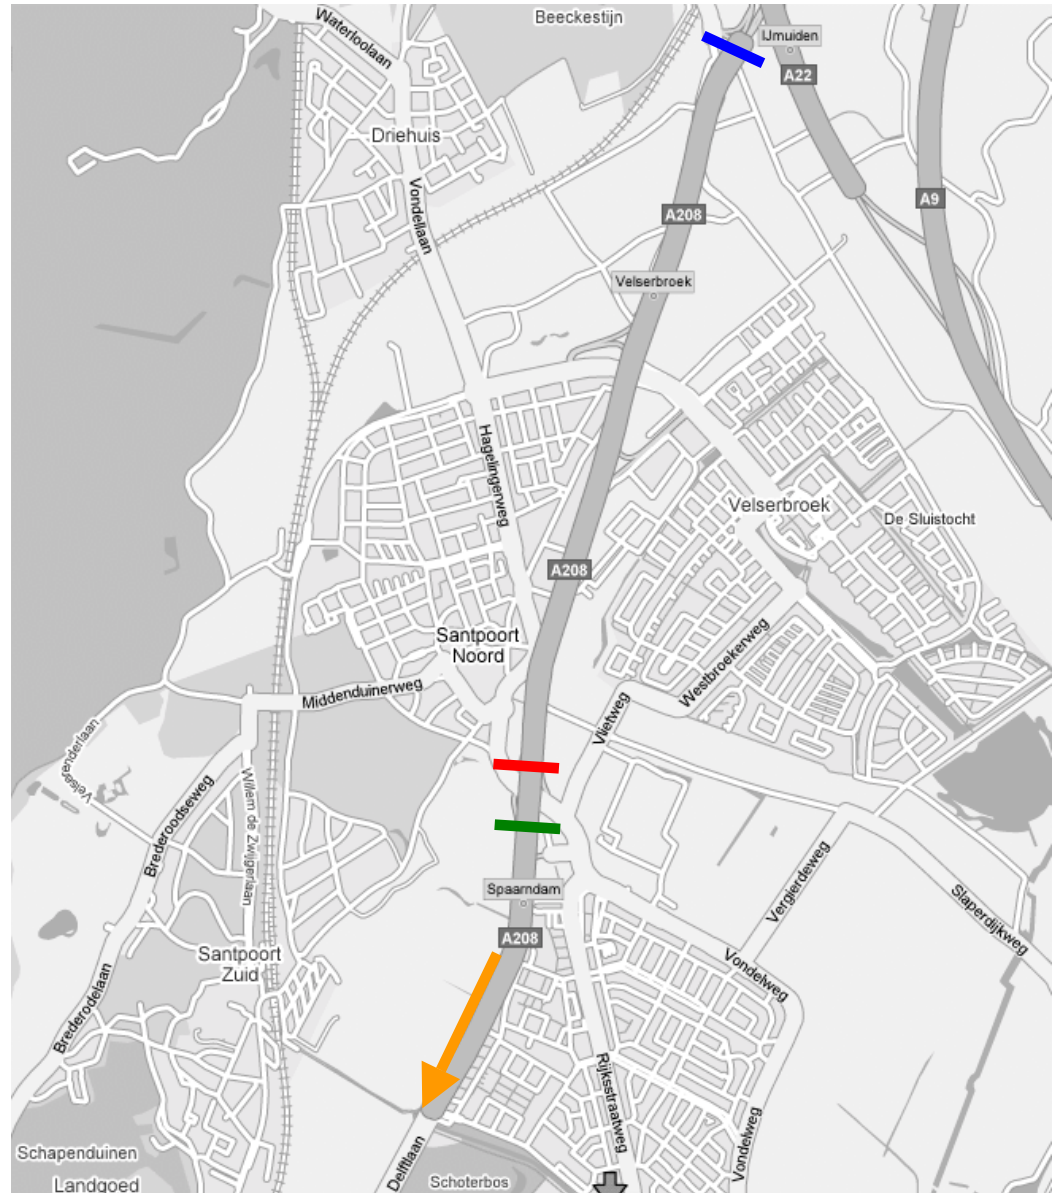 Beeckestijn
Waterloolaan
IJmuiden
A22
Driehuis
Vondellaan
A9
A208
Velserbroek
Hagelingerweg
Velserbroek
De Sluistocht
A208
Santpoort
Noord
Westbroekerweg
Middenduinerweg
Vlietweg
Velserenderlaan
Willem de Zwijgerlaan
Brederoodseweg
Vergierdeweg
Slaperdijkweg
Spaarndam
A208
Santpoort
Zuid
Vondelweg
Brederodelaan
Rijksstraatweg
Vondelweg
Delftlaan
Schapenduinen
Landgoed
Schoterbos